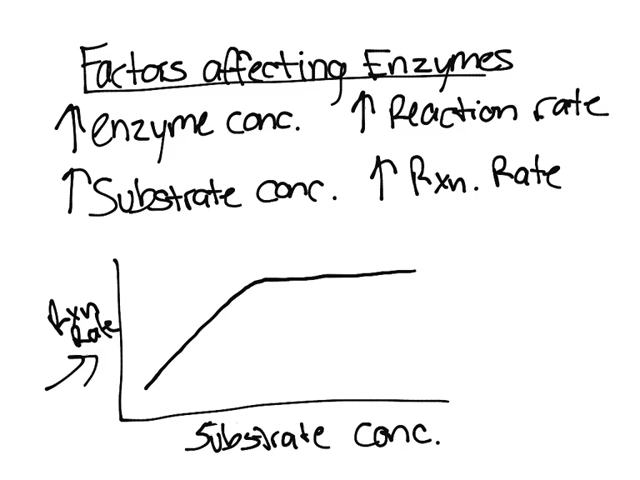 Factors affecting Enzymes
↑ enzyme conc. ↑ Reaction rate
↑ Substrate conc. ↑ Rxn. Rate
Rxn
Rate
Substrate conc.